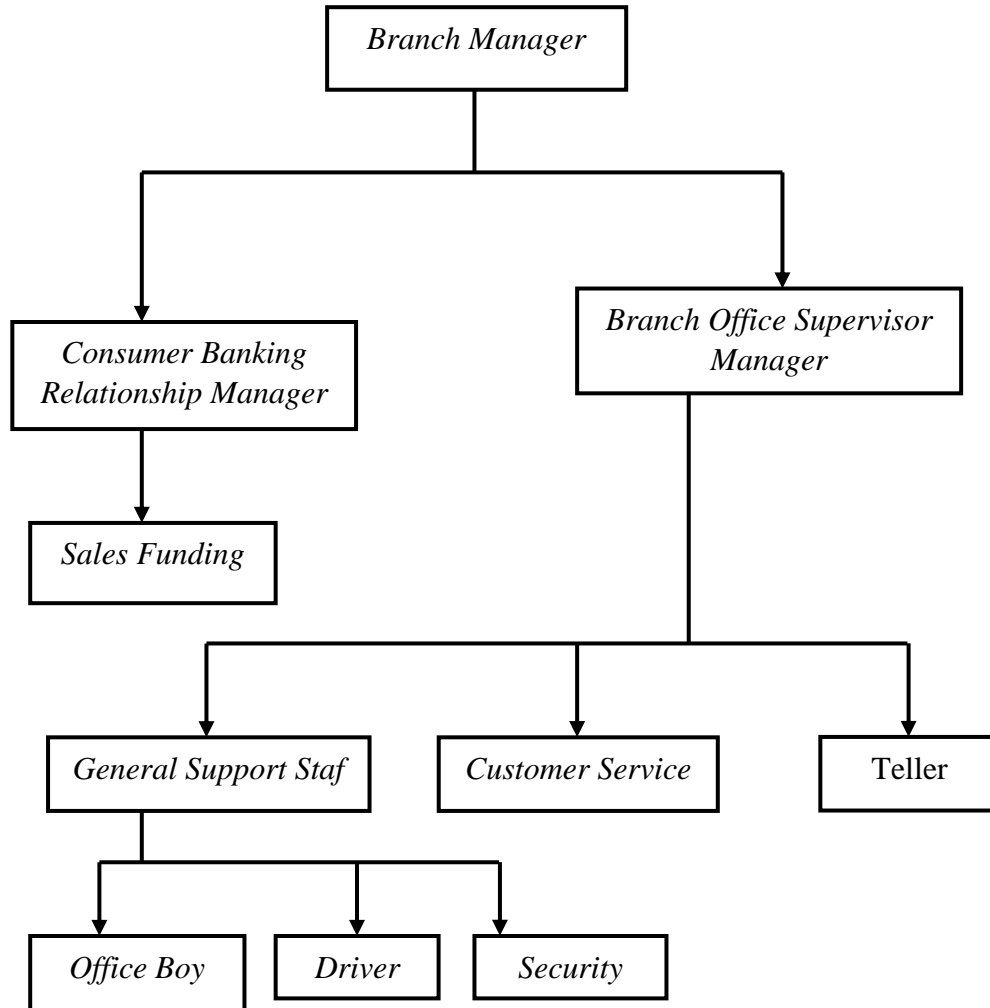 Branch Manager
Branch Office Supervisor
Manager
Consumer Banking
Relationship Manager
Sales Funding
General Support Staf
Customer Service
Teller
Office Boy
Driver
Security